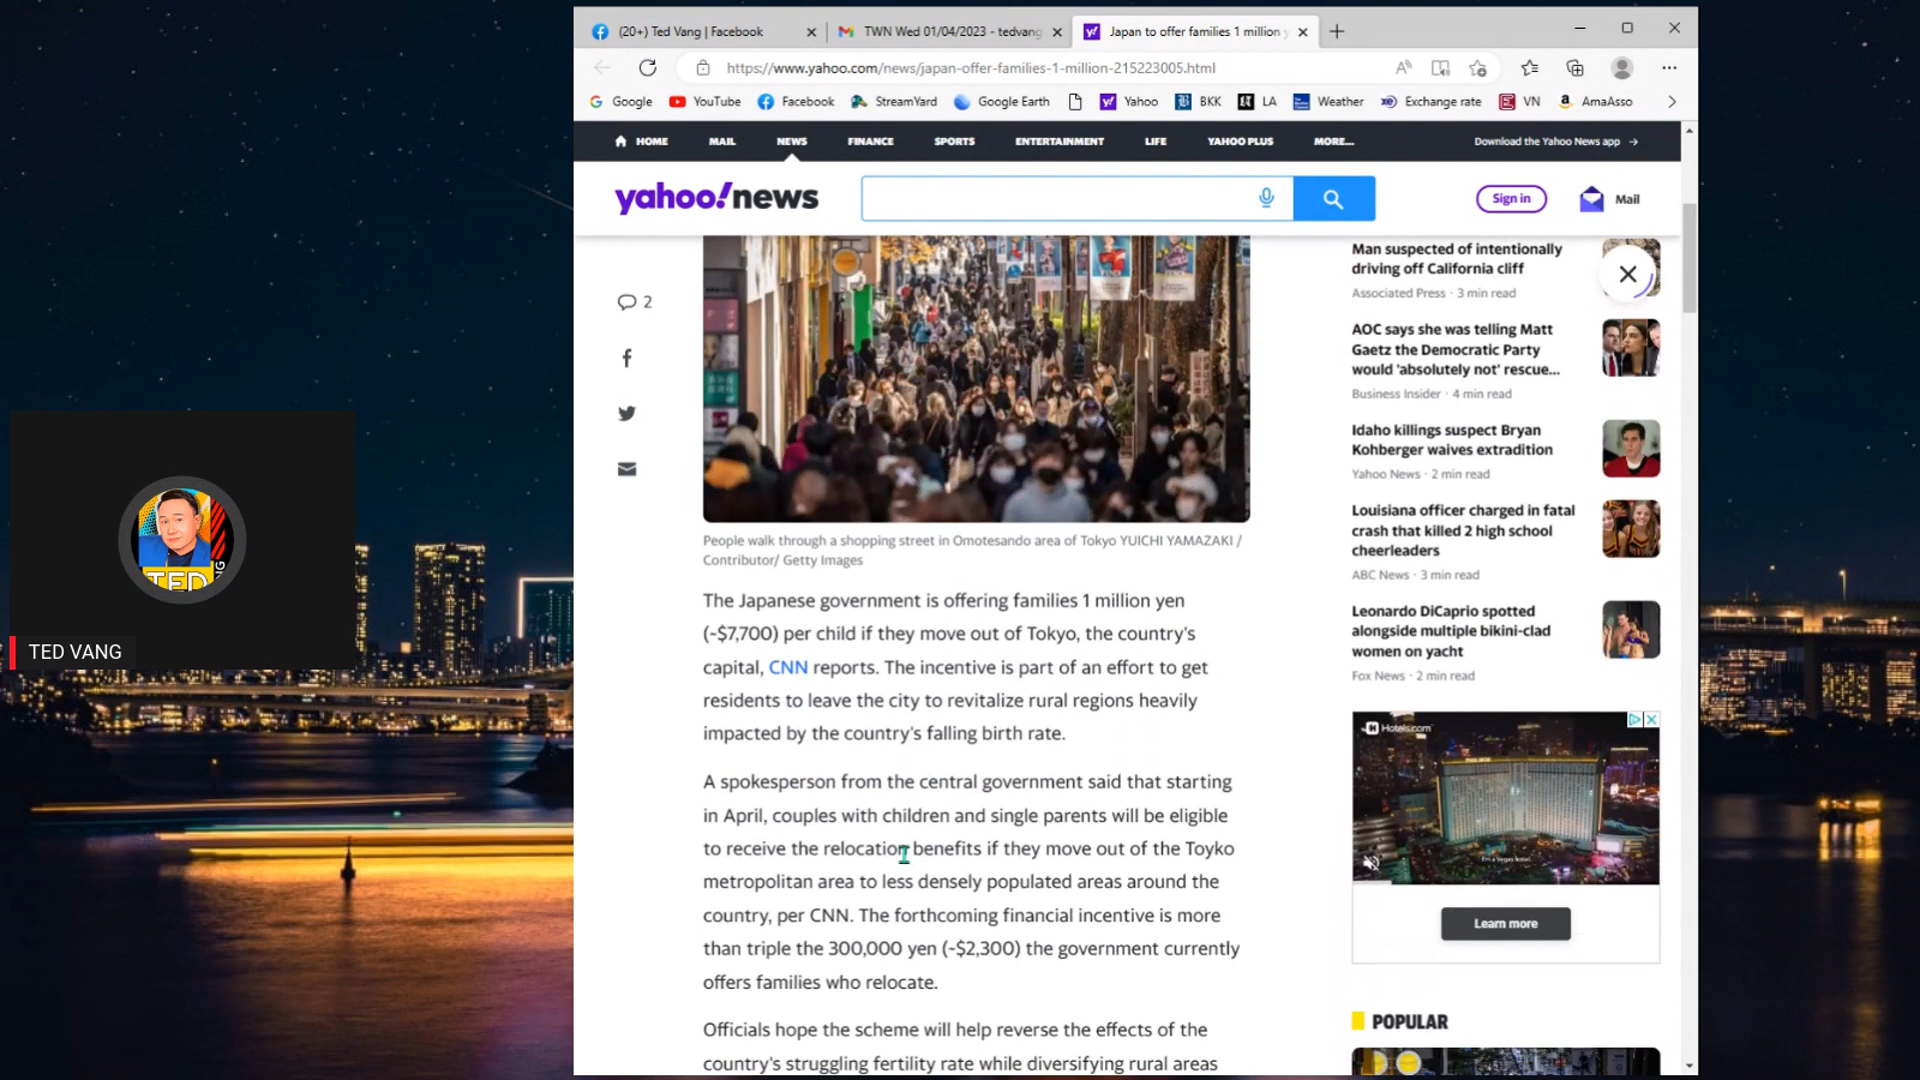 (20+) Ted Vang | Facebook
TWN Wed 01/04/2023 - tedvang
Japan to offer families 1 million y
https://www.yahoo.com/news/japan-offer-families-1-million-215223005.html
Google
YouTube
Facebook
StreamYard
Google Earth
Yahoo
BKK
LA
Weather
Exchange rate
VN
AmaAsso
HOME
MAIL
NEWS
FINANCE
SPORTS
ENTERTAINMENT
LIFE
YAHOO PLUS
MORE...
Download the Yahoo News app →
yahoo!news
Sign in
Mail
2
People walk through a shopping street in Omotesando area of Tokyo YUICHI YAMAZAKI /
Contributor/ Getty Images
The Japanese government is offering families 1 million yen
(~$7,700) per child if they move out of Tokyo, the country's
capital, CNN reports. The incentive is part of an effort to get
residents to leave the city to revitalize rural regions heavily
impacted by the country's falling birth rate.
A spokesperson from the central government said that starting
in April, couples with children and single parents will be eligible
to receive the relocation benefits if they move out of the Toyko
metropolitan area to less densely populated areas around the
country, per CNN. The forthcoming financial incentive is more
than triple the 300,000 yen (~$2,300) the government currently
offers families who relocate.
Officials hope the scheme will help reverse the effects of the
country's struggling fertility rate while diversifying rural areas
Man suspected of intentionally
driving off California cliff
Associated Press · 3 min read
AOC says she was telling Matt
Gaetz the Democratic Party
would 'absolutely not' rescue...
Business Insider · 4 min read
Idaho killings suspect Bryan
Kohberger waives extradition
Yahoo News · 2 min read
Louisiana officer charged in fatal
crash that killed 2 high school
cheerleaders
ABC News · 3 min read
Leonardo DiCaprio spotted
alongside multiple bikini-clad
women on yacht
Fox News · 2 min read
Hotels.com
I'm a Vegas hotel.
Learn more
POPULAR
TED
TED VANG